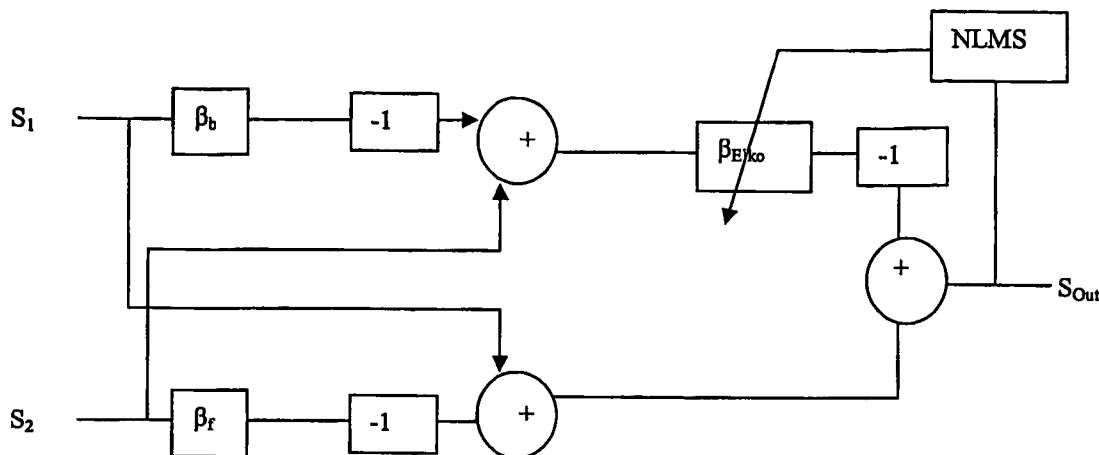 NLMS
S₁
β_b
-1
+
β_Eiko
-1
+
S_Out
S₂
β_f
-1
+